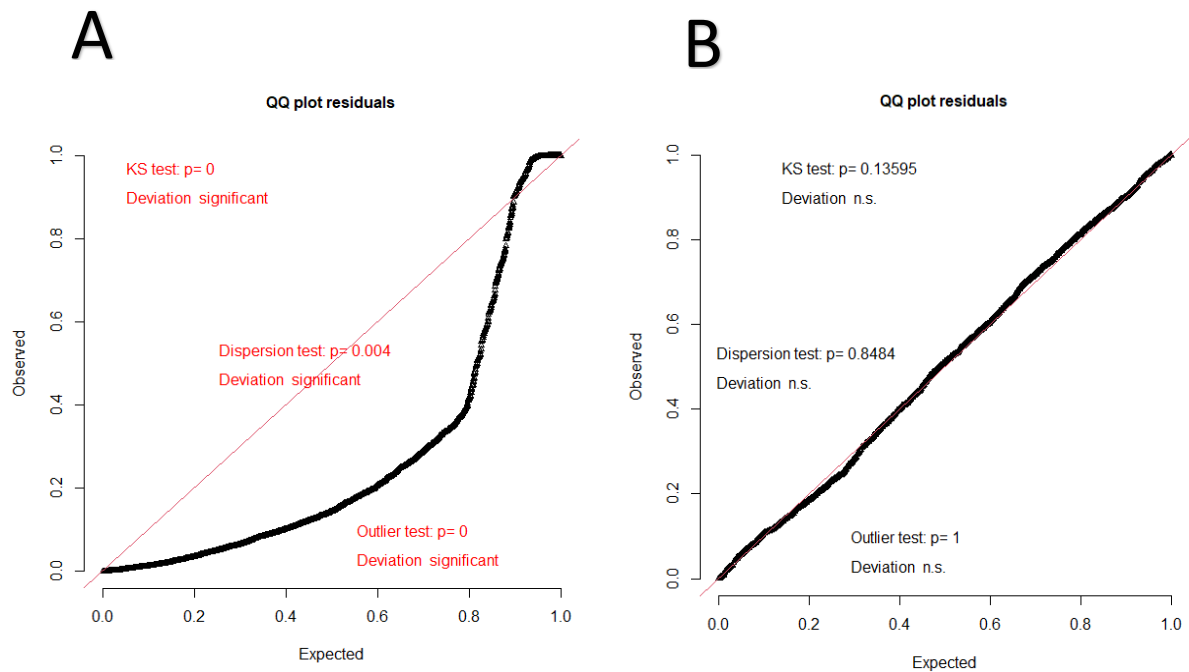 A
QQ plot residuals
KS test: p= 0
Deviation significant
Dispersion test: p= 0.004
Deviation significant
Outlier test: p= 0
Deviation significant
Observed
0.0
0.2
0.4
0.6
0.8
1.0
0.0 0.2 0.4 0.6 0.8 1.0
Expected
B
QQ plot residuals
KS test: p= 0.13595
Deviation n.s.
Dispersion test: p= 0.8484
Deviation n.s.
Outlier test: p= 1
Deviation n.s.
Observed
0.0
0.2
0.4
0.6
0.8
1.0
0.0 0.2 0.4 0.6 0.8 1.0
Expected